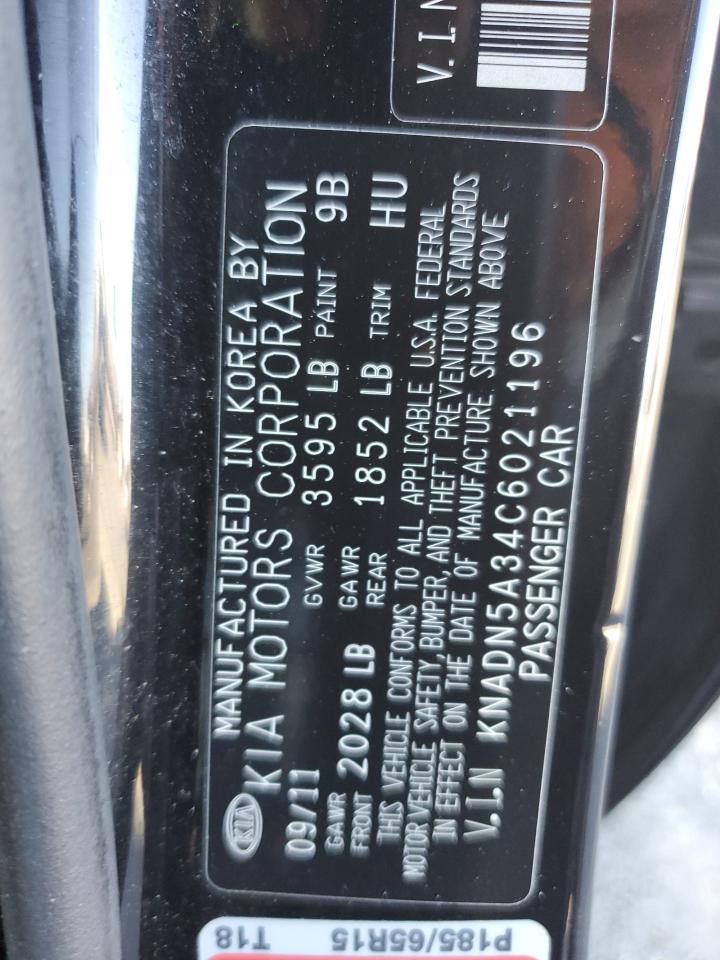 V.I.N
MANUFACTURED IN KOREA BY
KIA KIA MOTORS CORPORATION
09/11 GVWR 3595 LB PAINT 9B
GAWR FRONT 2028 LB GAWR REAR 1852 LB TRIM HU
THIS VEHICLE CONFORMS TO ALL APPLICABLE U.S.A. FEDERAL
MOTOR VEHICLE SAFETY, BUMPER, AND THEFT PREVENTION STANDARDS
IN EFFECT ON THE DATE OF MANUFACTURE SHOWN ABOVE
V.I.N KNADN5A34C6021196
PASSENGER CAR
T18
P185/65R15